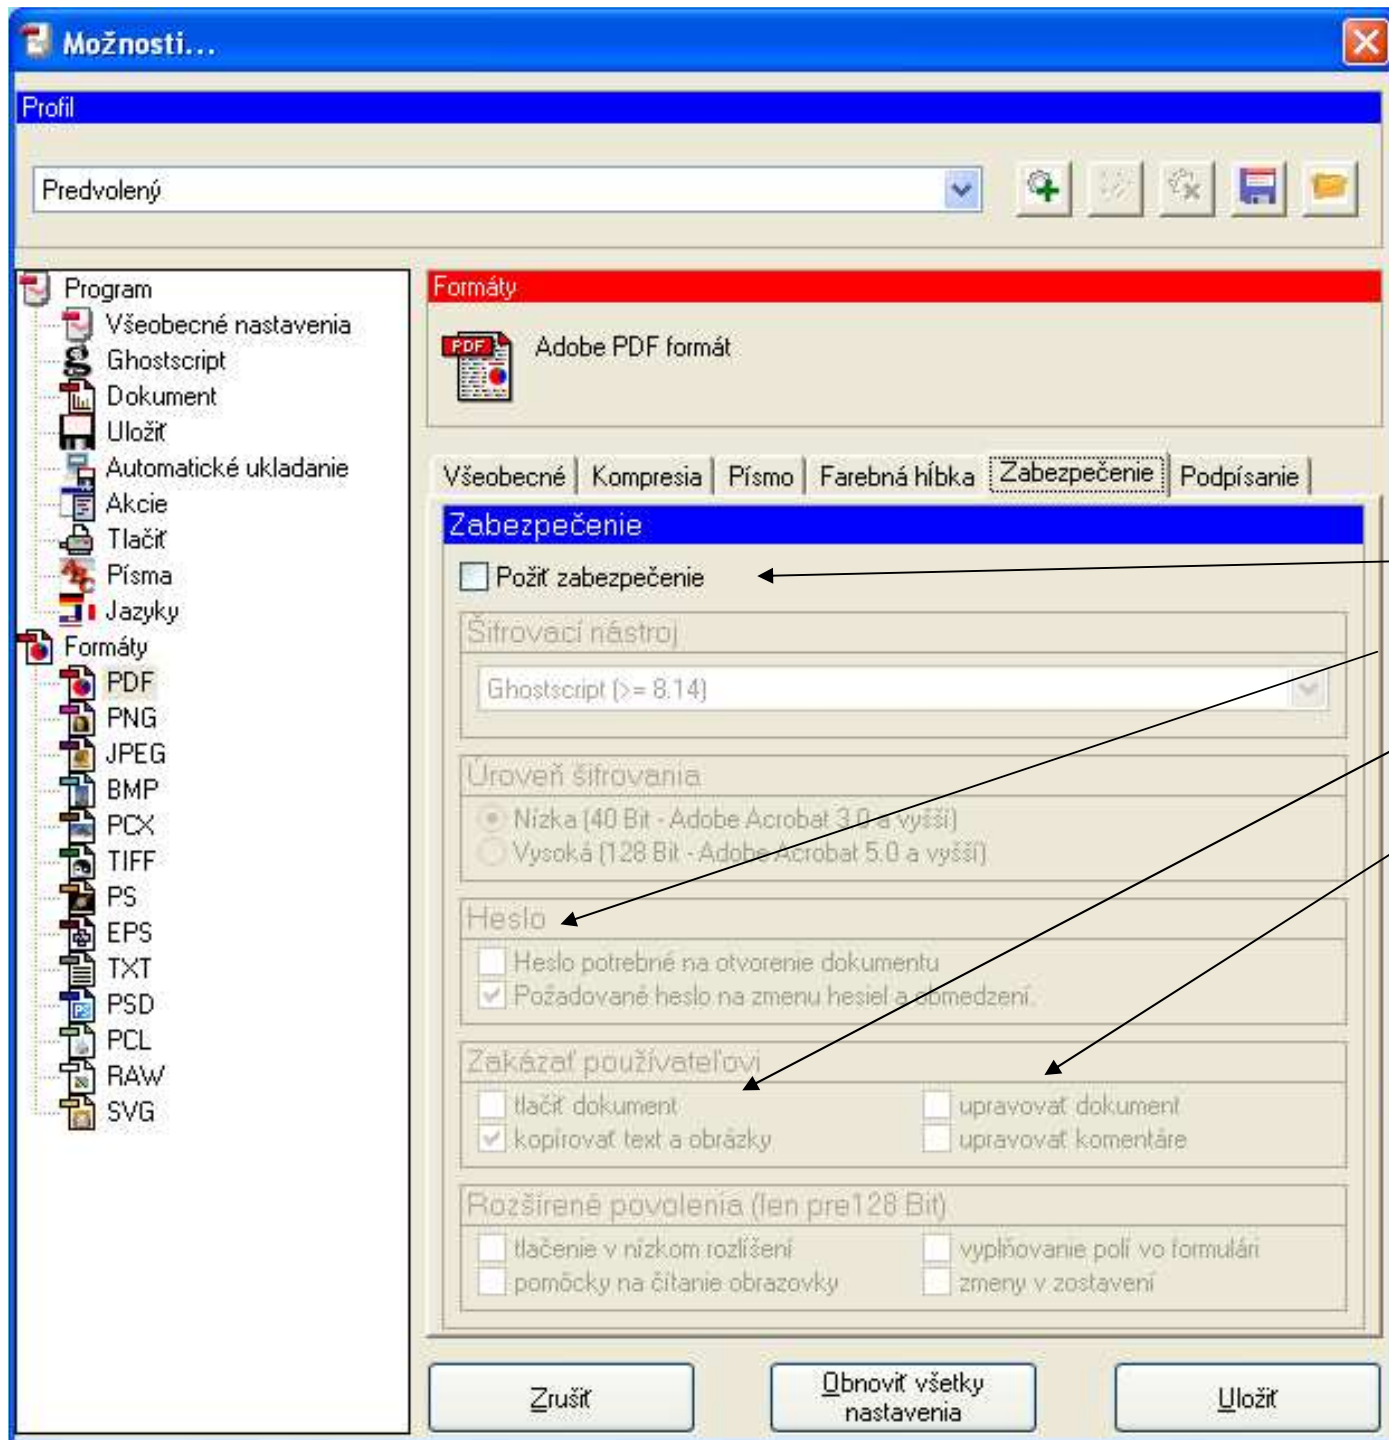 Možnosti...
Profil
Predvolený
Program
Všeobecné nastavenia
Ghostscript
Dokument
Uložiť
Automatické ukladanie
Akcie
Tlačiť
Písma
Jazyky
Formáty
PDF
PNG
JPEG
BMP
PCX
TIFF
PS
EPS
TXT
PSD
PCL
RAW
SVG
Formáty
PDF
Adobe PDF formát
Všeobecné Kompresia Písmo Farebná hĺbka Zabezpečenie Podpísanie
Zabezpečenie
Požiť zabezpečenie
Šifrovací nástroj
Ghostscript (>= 8.14)
Úroveň šifrovania
Nízka (40 Bit - Adobe Acrobat 3.0 a vyšší)
Vysoká (128 Bit - Adobe Acrobat 5.0 a vyšší)
Heslo
Heslo potrebné na otvorenie dokumentu
Požadované heslo na zmenu hesiel a obmedzení.
Zakázať používateľovi
tlačiť dokument upravovať dokument
kopírovať text a obrázky upravovať komentáre
Rozšírené povolenia (len pre128 Bit)
tlačenie v nízkom rozlíšení vyplňovanie polí vo formulári
pomôcky na čítanie obrazovky zmeny v zostavení
Zrušiť
Obnoviť všetky
nastavenia
Uložiť